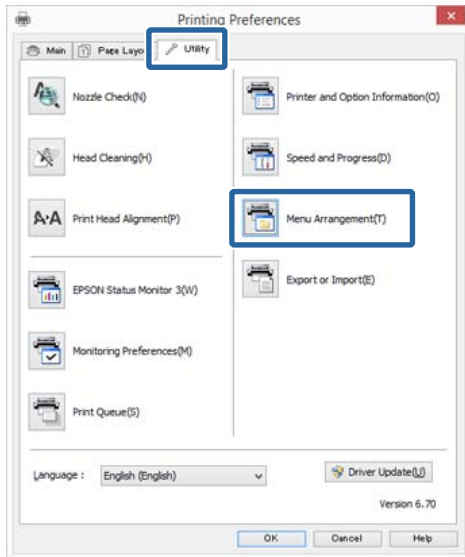 Printing Preferences
Main
Page Layo
Utility
Nozzle Check(N)
Printer and Option Information(O)
Head Cleaning(H)
Speed and Progress(D)
A·A
Print Head Alignment(P)
Menu Arrangement(T)
EPSON Status Monitor 3(W)
Export or Import(E)
Monitoring Preferences(M)
Print Queue(S)
Language :
English (English)
Driver Update(U)
Version 6.70
OK
Cancel
Help